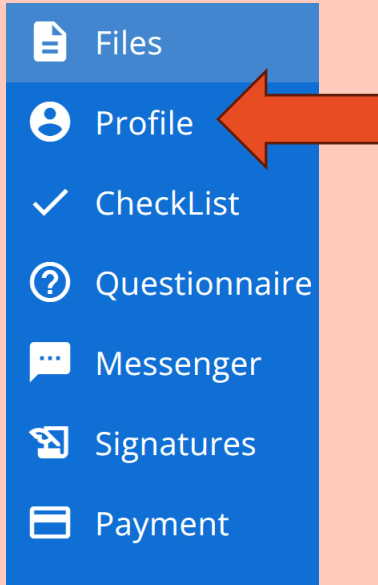 Files
Profile
CheckList
Questionnaire
Messenger
Signatures
Payment